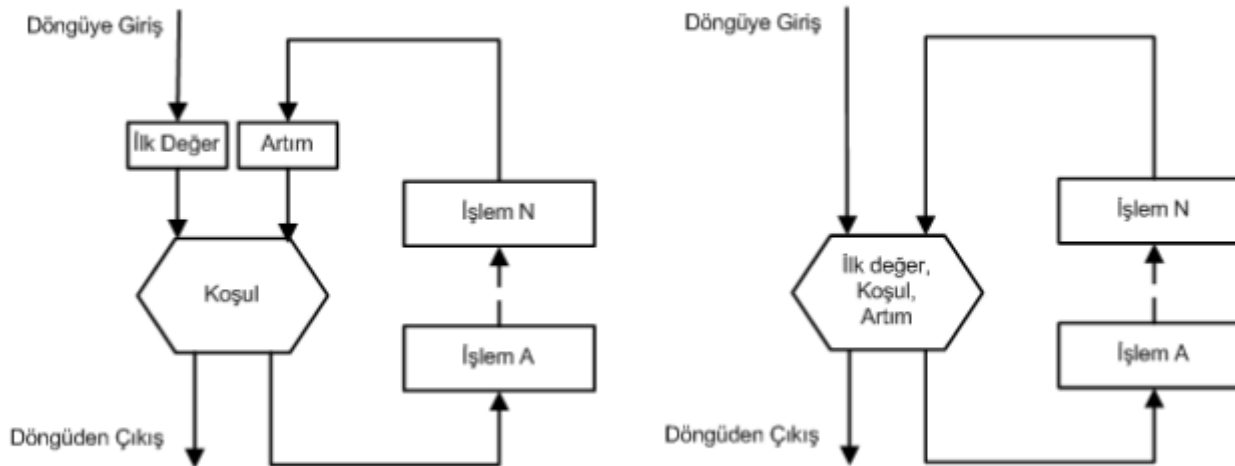 Döngüye Giriş
İlk Değer
Artım
İşlem N
Koşul
İşlem A
Döngüden Çıkış
Döngüye Giriş
İşlem N
İlk değer,
Koşul,
Artım
İşlem A
Döngüden Çıkış